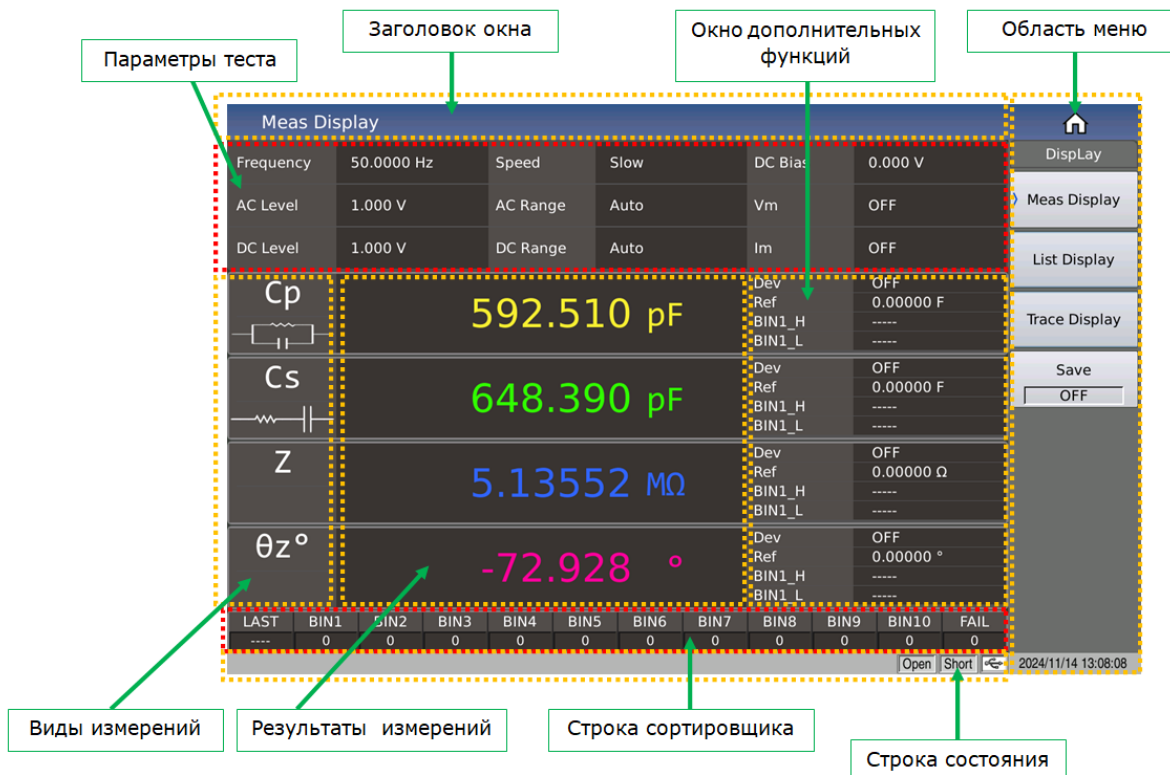 Заголовок окна
Окно дополнительных
функций
Область меню
Параметры теста
Meas Display
DispLay
Frequency 50.0000 Hz Speed Slow DC Bias 0.000 V
AC Level 1.000 V AC Range Auto Vm OFF
DC Level 1.000 V DC Range Auto Im OFF
Meas Display
List Display
Trace Display
Save
OFF
Cp
592.510 pF
Dev OFF
Ref 0.00000 F
BIN1_H -----
BIN1_L -----
Cs
648.390 pF
Dev OFF
Ref 0.00000 F
BIN1_H -----
BIN1_L -----
Z
5.13552 MΩ
Dev OFF
Ref 0.00000 Ω
BIN1_H -----
BIN1_L -----
θz°
-72.928 °
Dev OFF
Ref 0.00000 °
BIN1_H -----
BIN1_L -----
LAST BIN1 BIN2 BIN3 BIN4 BIN5 BIN6 BIN7 BIN8 BIN9 BIN10 FAIL
---- 0 0 0 0 0 0 0 0 0 0 0
Open Short 2024/11/14 13:08:08
Виды измерений
Результаты измерений
Строка сортировщика
Строка состояния